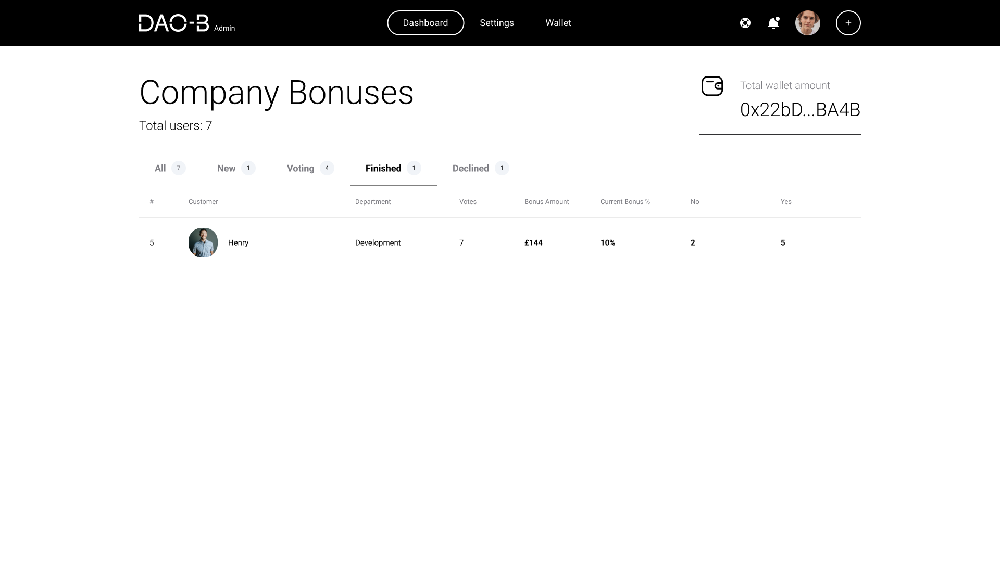 DAO-B Admin
Dashboard Settings Wallet
+
Company Bonuses
Total users: 7
Total wallet amount
0x22bD...BA4B
All 7 New 1 Voting 4 Finished 1 Declined 1
# Customer Department Votes Bonus Amount Current Bonus % No Yes
5 Henry Development 7 £144 10% 2 5